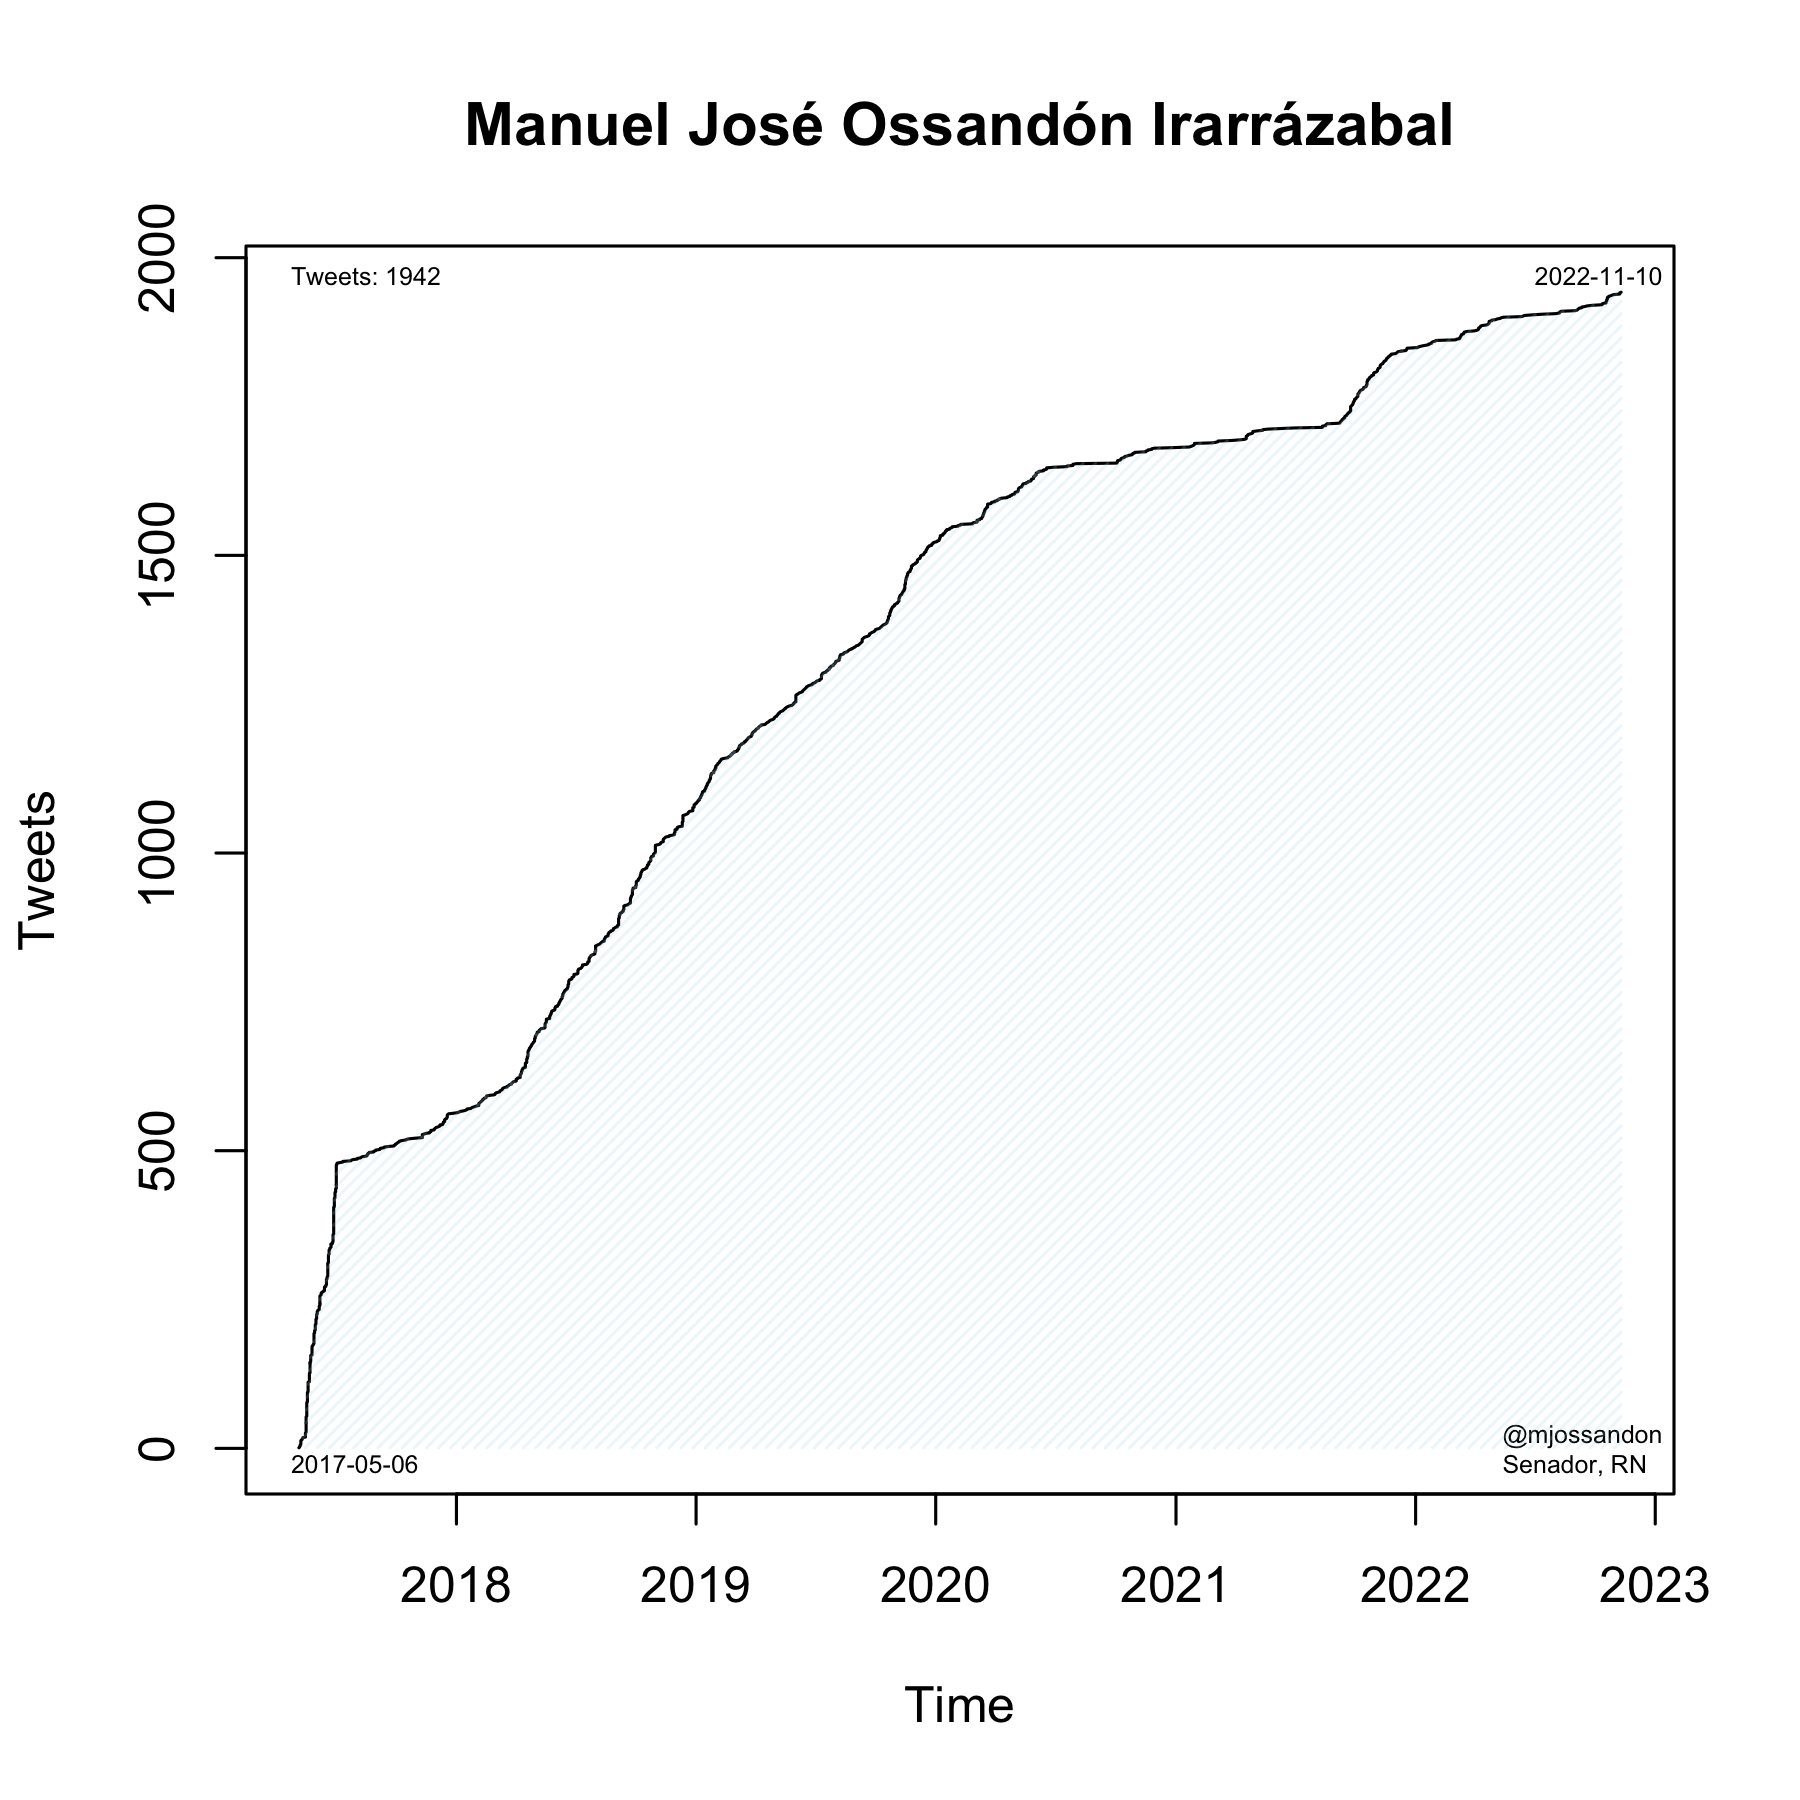 Manuel José Ossandón Irarrázabal
Tweets: 1942
2022-11-10
2000
1500
1000
500
0
Tweets
@mjossandon
Senador, RN
2017-05-06
2018
2019
2020
2021
2022
2023
Time